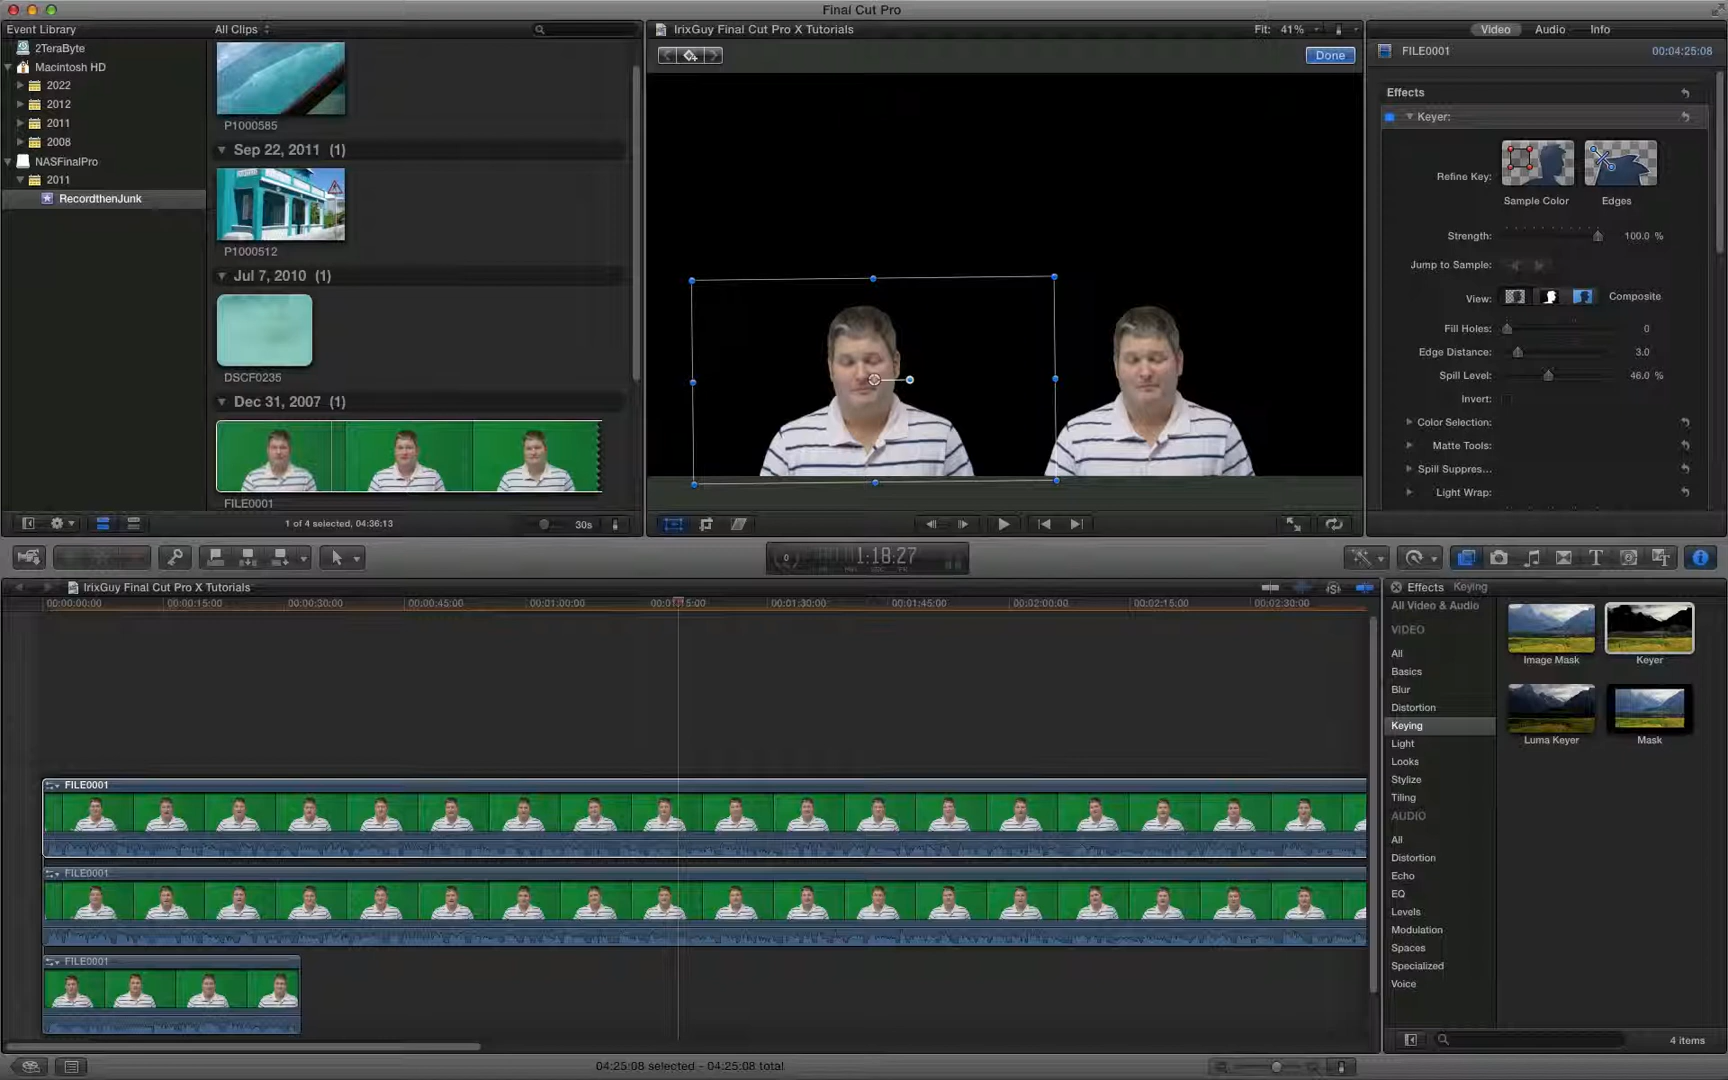 Final Cut Pro
Event Library
All Clips
2TeraByte
Macintosh HD
2022
2012
2011
2008
NASFinalPro
2011
RecordthenJunk
P1000585
Sep 22, 2011 (1)
P1000512
Jul 7, 2010 (1)
DSCF0235
Dec 31, 2007 (1)
FILE0001
1 of 4 selected, 04:36:13
30s
IrixGuy Final Cut Pro X Tutorials
Fit: 41%
Done
Video
Audio
Info
FILE0001
00:04:25:08
Effects
Keyer:
Refine Key:
Sample Color
Edges
Strength:
100.0 %
Jump to Sample:
View:
Composite
Fill Holes:
0
Edge Distance:
3.0
Spill Level:
46.0 %
Invert:
Color Selection:
Matte Tools:
Spill Suppres...
Light Wrap:
1:18:27
IrixGuy Final Cut Pro X Tutorials
00:00:00:00
00:00:15:00
00:00:30:00
00:00:45:00
00:01:00:00
00:01:15:00
00:01:30:00
00:01:45:00
00:02:00:00
00:02:15:00
00:02:30:00
FILE0001
FILE0001
FILE0001
04:25:08 selected - 04:25:08 total
Effects
Keying
All Video & Audio
VIDEO
All
Basics
Blur
Distortion
Keying
Light
Looks
Stylize
Tiling
AUDIO
All
Distortion
Echo
EQ
Levels
Modulation
Spaces
Specialized
Voice
Image Mask
Keyer
Luma Keyer
Mask
4 items